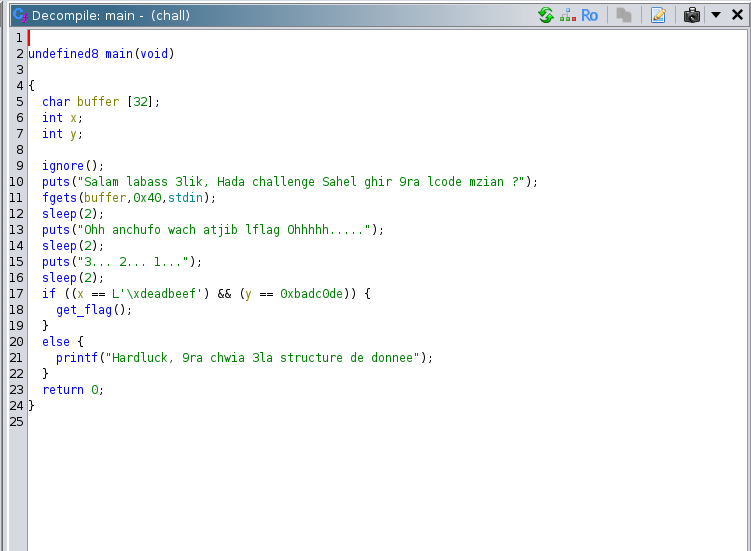 Decompile: main - (chall)
Ro
1
2 undefined8 main(void)
3
4 {
5 char buffer [32];
6 int x;
7 int y;
8
9 ignore();
10 puts("Salam labass 3lik, Hada challenge Sahel ghir 9ra lcode mzian ?");
11 fgets(buffer,0x40,stdin);
12 sleep(2);
13 puts("Ohh anchufo wach atjib lflag Ohhhhh.....");
14 sleep(2);
15 puts("3... 2... 1...");
16 sleep(2);
17 if ((x == L'\xdeadbeef') && (y == 0xbadc0de)) {
18 get_flag();
19 }
20 else {
21 printf("Hardluck, 9ra chwia 3la structure de donnee");
22 }
23 return 0;
24 }
25